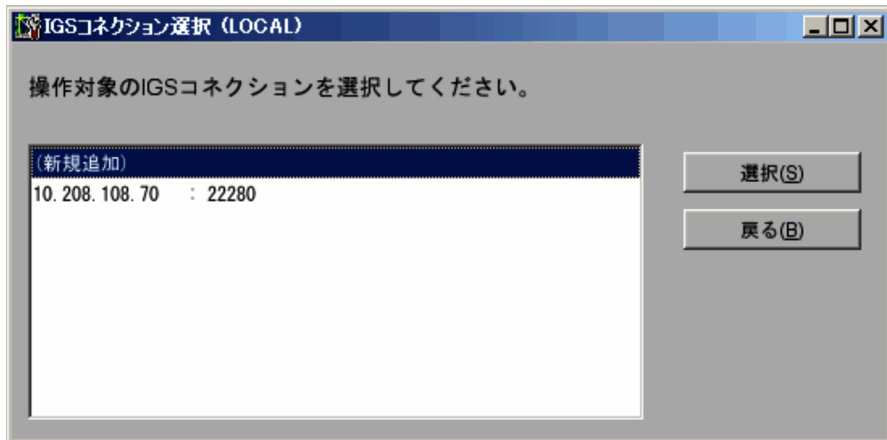 IGSコネクション選択 (LOCAL)
操作対象のIGSコネクションを選択してください。
(新規追加)
10.208.108.70 : 22280
選択(S)
戻る(B)